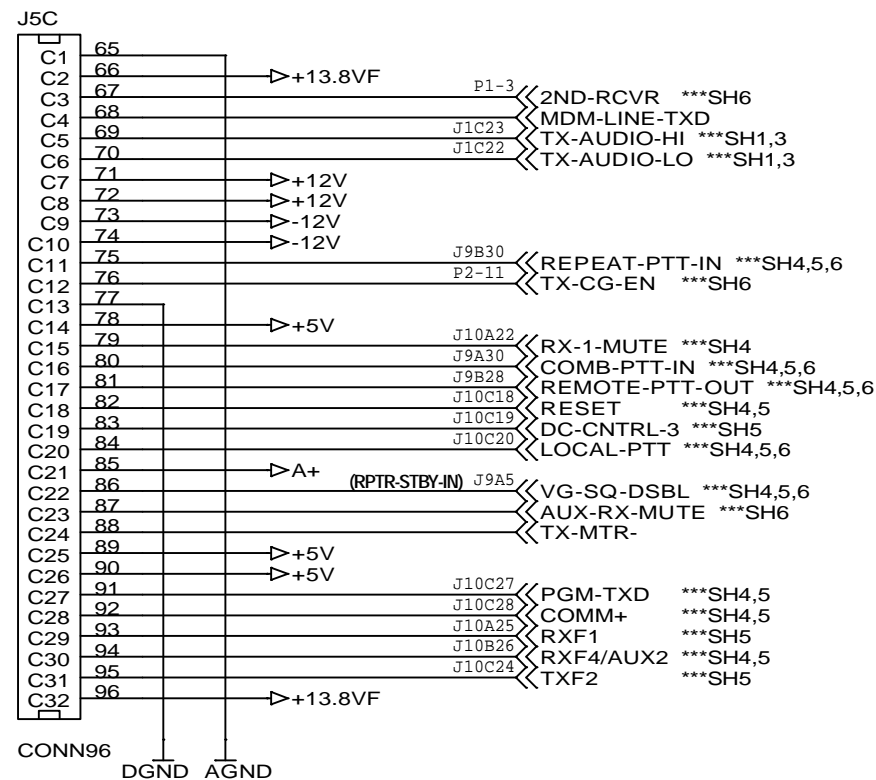 J5C
C1 65
C2 66 +13.8VF
C3 67 P1-3 2ND-RCVR ***SH6
C4 68 MDM-LINE-TXD
C5 69 J1C23 TX-AUDIO-HI ***SH1,3
C6 70 J1C22 TX-AUDIO-LO ***SH1,3
C7 71 +12V
C8 72 +12V
C9 73 -12V
C10 74 -12V
C11 75 J9B30 REPEAT-PTT-IN ***SH4,5,6
C12 76 P2-11 TX-CG-EN ***SH6
C13 77
C14 78 +5V
C15 79 J10A22 RX-1-MUTE ***SH4
C16 80 J9A30 COMB-PTT-IN ***SH4,5,6
C17 81 J9B28 REMOTE-PTT-OUT ***SH4,5,6
C18 82 J10C18 RESET ***SH4,5
C19 83 J10C19 DC-CNTRL-3 ***SH5
C20 84 J10C20 LOCAL-PTT ***SH4,5,6
C21 85 A+
C22 86 (RPTR-STBY-IN) J9A5 VG-SQ-DSBL ***SH4,5,6
C23 87 AUX-RX-MUTE ***SH6
C24 88 TX-MTR-
C25 89 +5V
C26 90 +5V
C27 91 J10C27 PGM-TXD ***SH4,5
C28 92 J10C28 COMM+ ***SH4,5
C29 93 J10A25 RXF1 ***SH5
C30 94 J10B26 RXF4/AUX2 ***SH4,5
C31 95 J10C24 TXF2 ***SH5
C32 96 +13.8VF
CONN96
DGND AGND